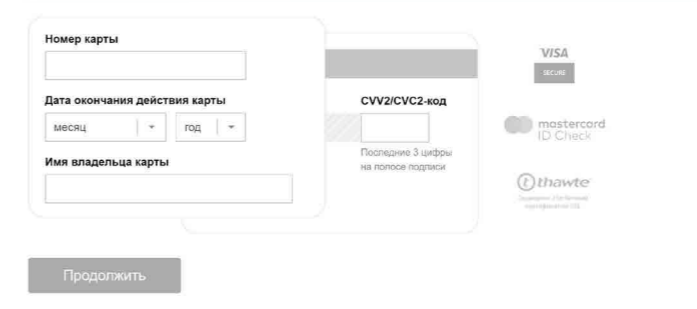 Номер карты
Дата окончания действия карты
месяц
год
Имя владельца карты
CVV2/CVC2-код
Последние 3 цифры
на полосе подписи
VISA
SECURE
mastercard
ID Check
thawte
Продолжить